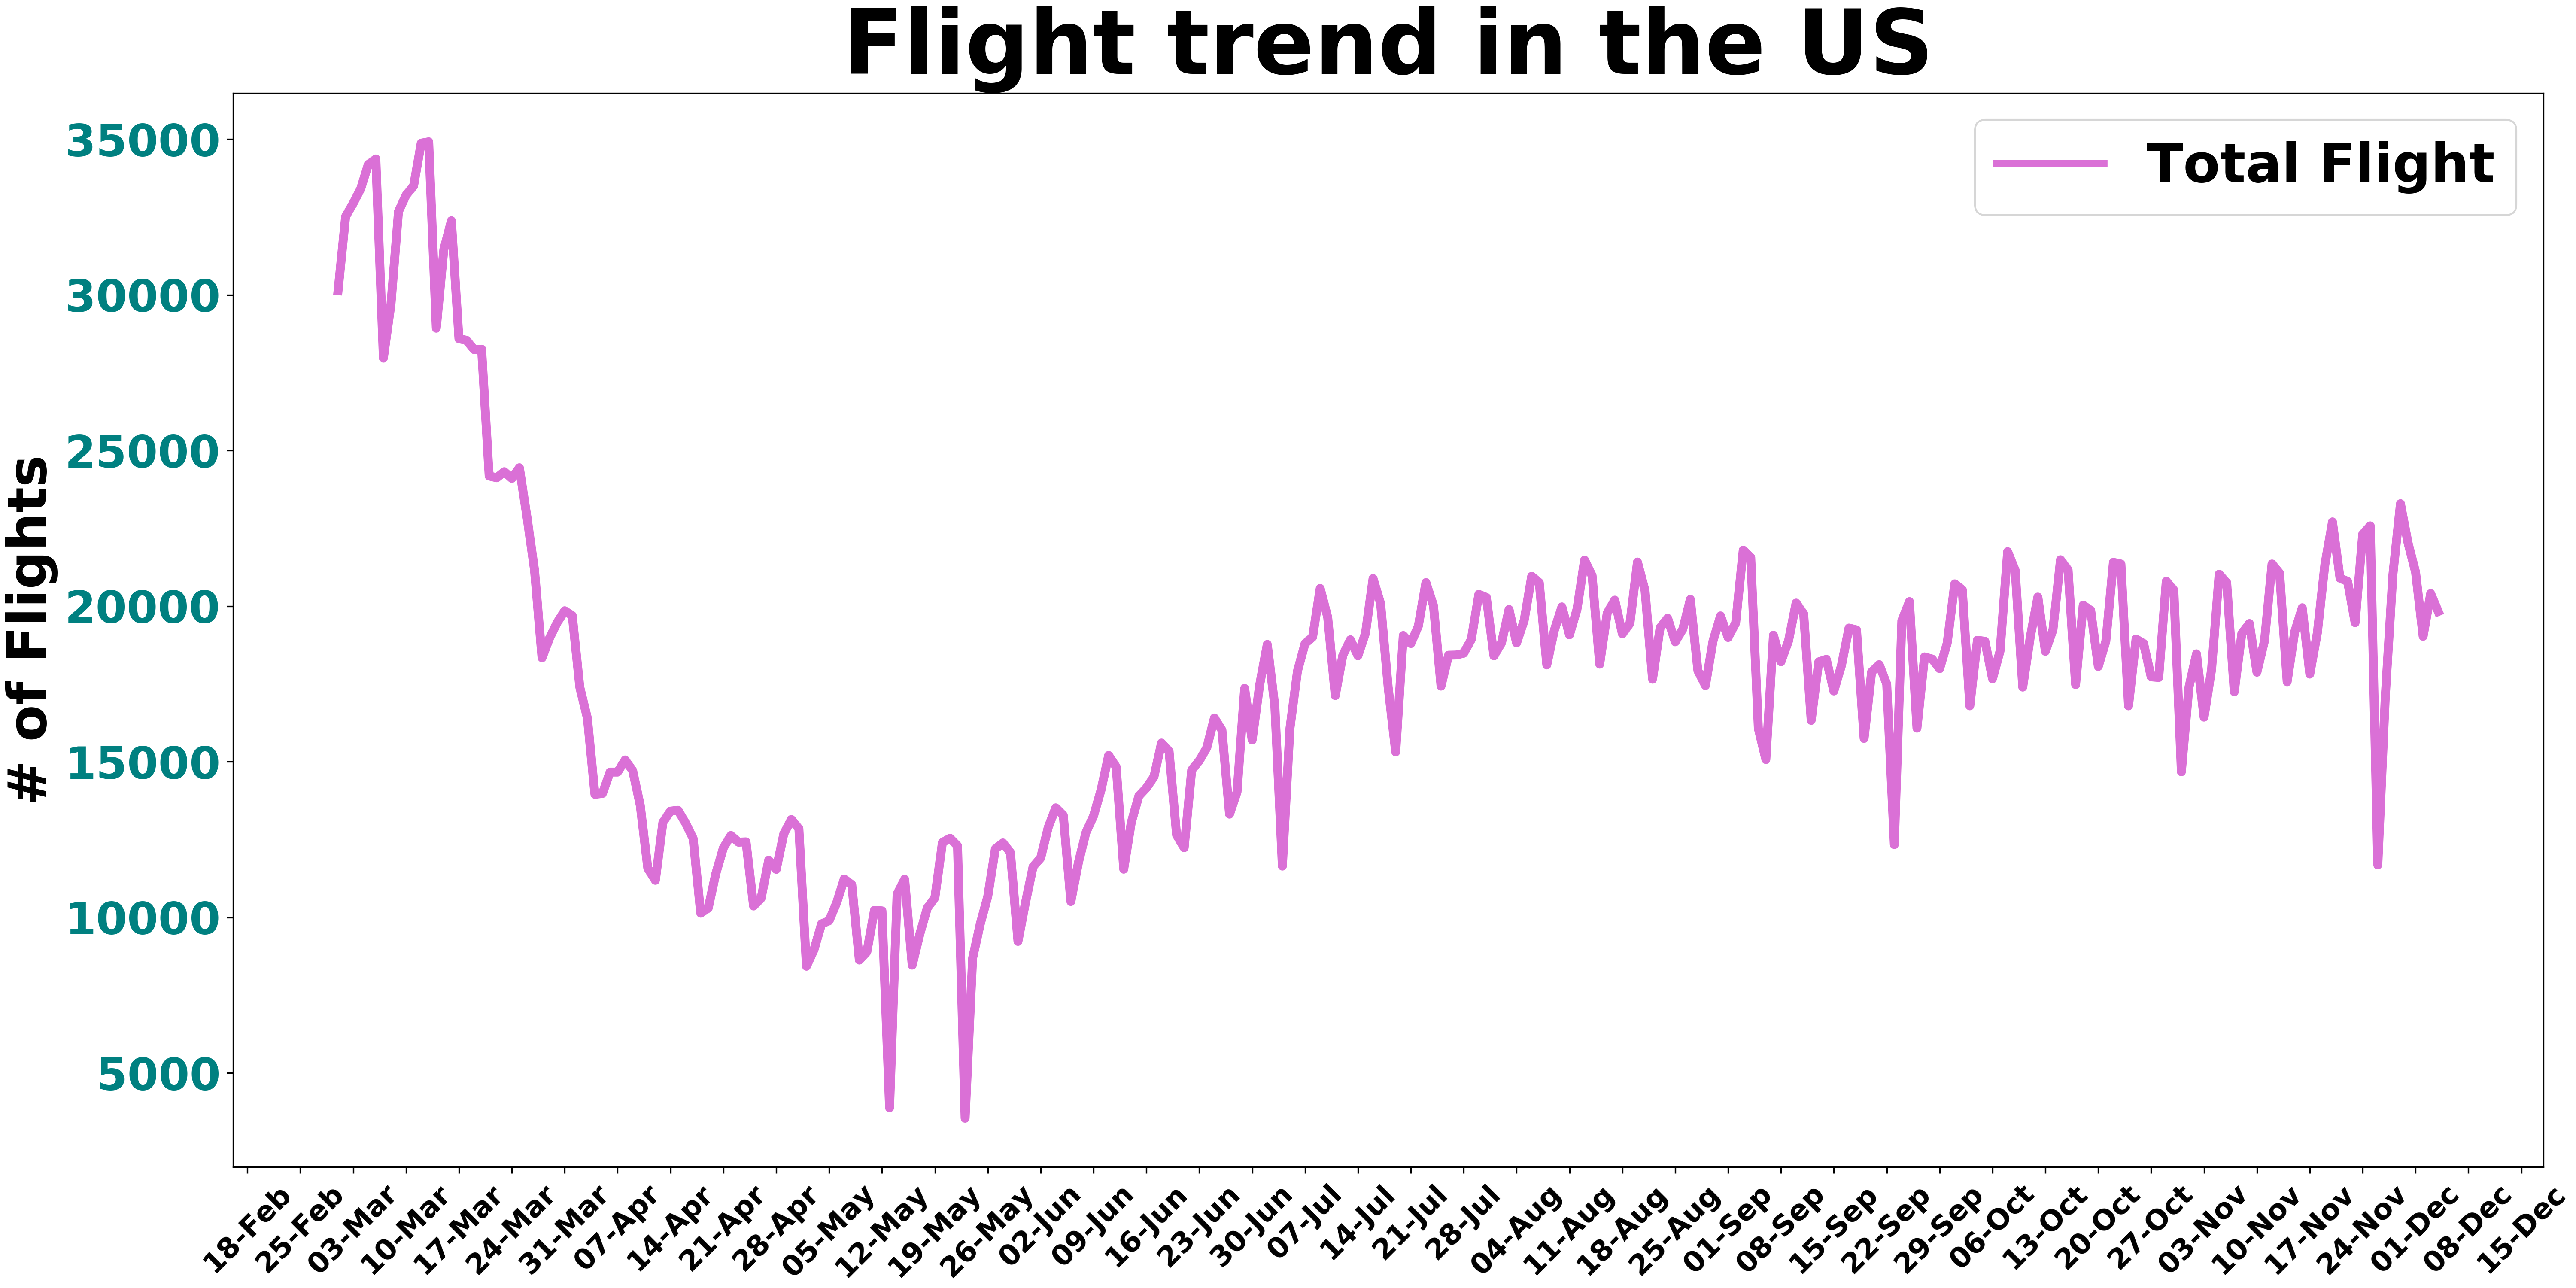 Flight trend in the US
Total Flight
# of Flights
35000
30000
25000
20000
15000
10000
5000
18-Feb
25-Feb
03-Mar
10-Mar
17-Mar
24-Mar
31-Mar
07-Apr
14-Apr
21-Apr
28-Apr
05-May
12-May
19-May
26-May
02-Jun
09-Jun
16-Jun
23-Jun
30-Jun
07-Jul
14-Jul
21-Jul
28-Jul
04-Aug
11-Aug
18-Aug
25-Aug
01-Sep
08-Sep
15-Sep
22-Sep
29-Sep
06-Oct
13-Oct
20-Oct
27-Oct
03-Nov
10-Nov
17-Nov
24-Nov
01-Dec
08-Dec
15-Dec